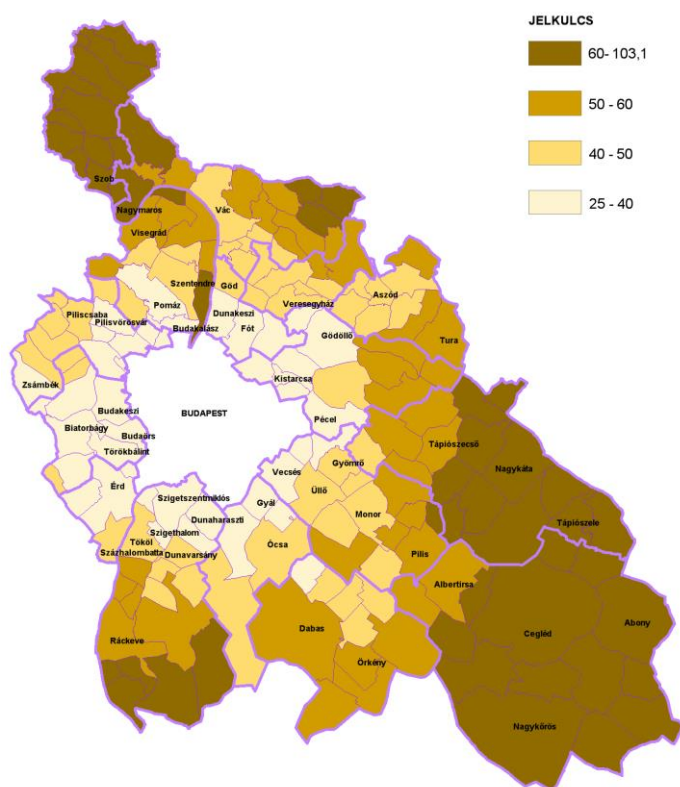 JELKULCS
60- 103,1
50 - 60
40 - 50
25 - 40
Szob
Nagymaros
Vác
Visegrád
Szentendre
Göd
Aszód
Pomáz
Veresegyház
Piliscsaba
Dunakeszi
Pilisvörösvár
Budakalász
Fót
Gödöllő
Tura
Zsámbék
Kistarcsa
Budakeszi
BUDAPEST
Pécel
Biatorbágy
Budaörs
Tápiószecső
Törökbálint
Vecsés
Gyömrő
Nagykáta
Érd
Szigetszentmiklós
Üllő
Gyál
Monor
Tápiószele
Dunaharaszti
Szigethalom
Tököl
Ócsa
Százhalombatta
Dunavarsány
Pilis
Albertirsa
Abony
Cegléd
Ráckeve
Dabas
Örkény
Nagykőrös